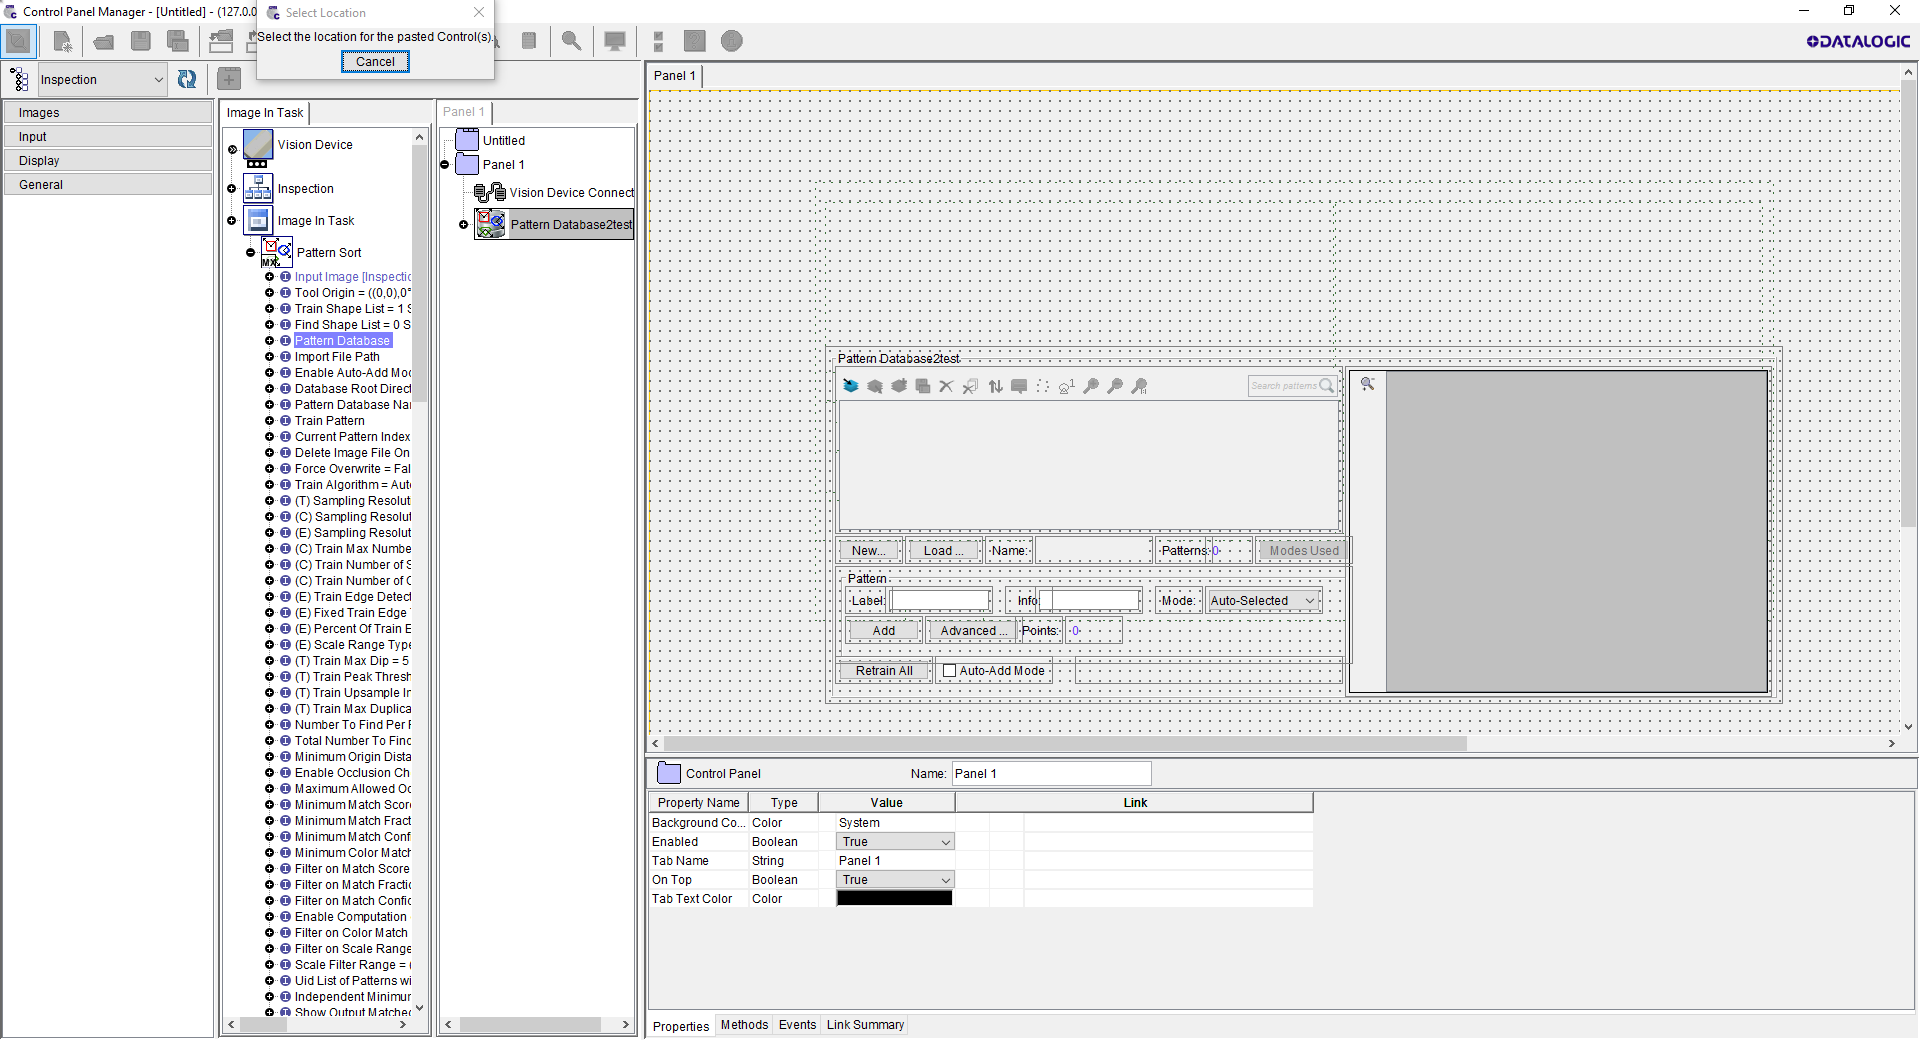 Control Panel Manager - [Untitled] - (127.0.0
Select Location
Select the location for the pasted Control(s).
Cancel
DATALOGIC
Inspection
Images
Input
Display
General
Image In Task
Vision Device
Inspection
Image In Task
Pattern Sort
MX
Input Image [Inspectic
Tool Origin = ((0,0),0°
Train Shape List = 1 S
Find Shape List = 0 S
Pattern Database
Import File Path
Enable Auto-Add Moc
Database Root Direct
Pattern Database Na
Train Pattern
Current Pattern Index
Delete Image File On
Force Overwrite = Fal
Train Algorithm = Aut
(T) Sampling Resolut
(C) Sampling Resolut
(E) Sampling Resolut
(C) Train Max Numbe
(C) Train Number of S
(C) Train Number of C
(E) Train Edge Detect
(E) Fixed Train Edge
(E) Percent Of Train E
(E) Scale Range Type
(T) Train Max Dip = 5
(T) Train Peak Thresh
(T) Train Upsample Ir
(T) Train Max Duplica
Number To Find Per F
Total Number To Find
Minimum Origin Dista
Enable Occlusion Ch
Maximum Allowed Oc
Minimum Match Score
Minimum Match Fract
Minimum Match Conf
Minimum Color Match
Filter on Match Score
Filter on Match Fractio
Filter on Match Confic
Enable Computation
Filter on Color Match
Filter on Scale Range
Scale Filter Range = (
Uid List of Patterns wi
Independent Minimur
Show Output Matched
Panel 1
Untitled
Panel 1
Vision Device Connect
Pattern Database2test
Panel 1
Pattern Database2test
Search patterns
New...
Load ...
Name:
Patterns:
0
Modes Used
Pattern
Label:
Info:
Mode:
Auto-Selected
Add
Advanced ...
Points:
0
Retrain All
Auto-Add Mode
Control Panel
Name:
Panel 1
Property Name
Type
Value
Link
Background Co...
Color
System
Enabled
Boolean
True
Tab Name
String
Panel 1
On Top
Boolean
True
Tab Text Color
Color
Properties
Methods
Events
Link Summary